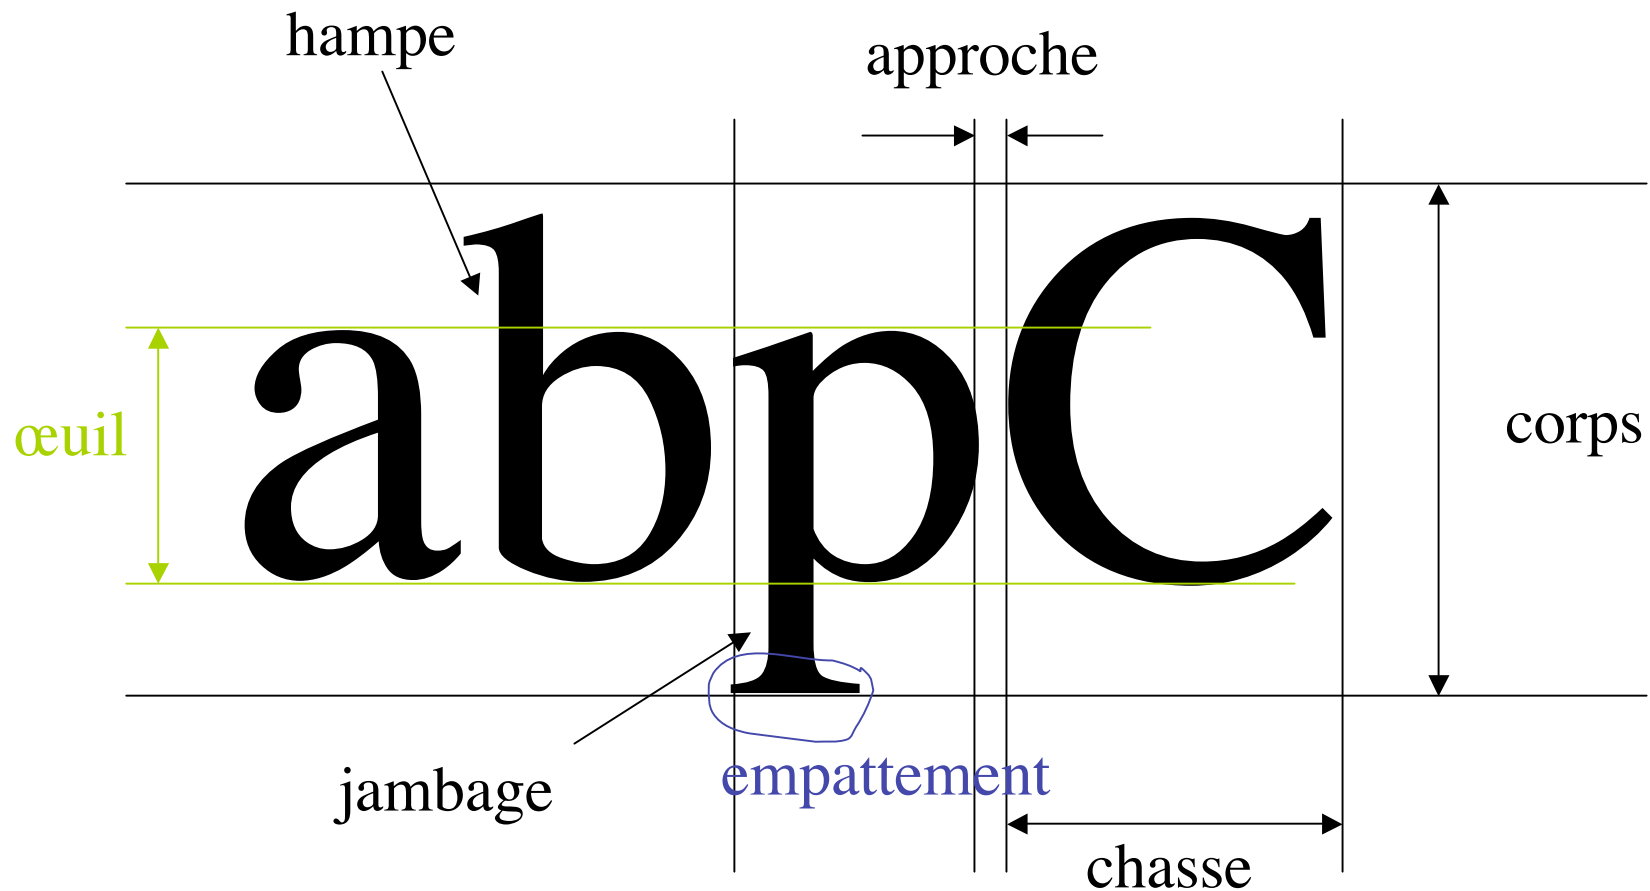 hampe
approche
abpC
œuil
corps
jambage
empattement
chasse